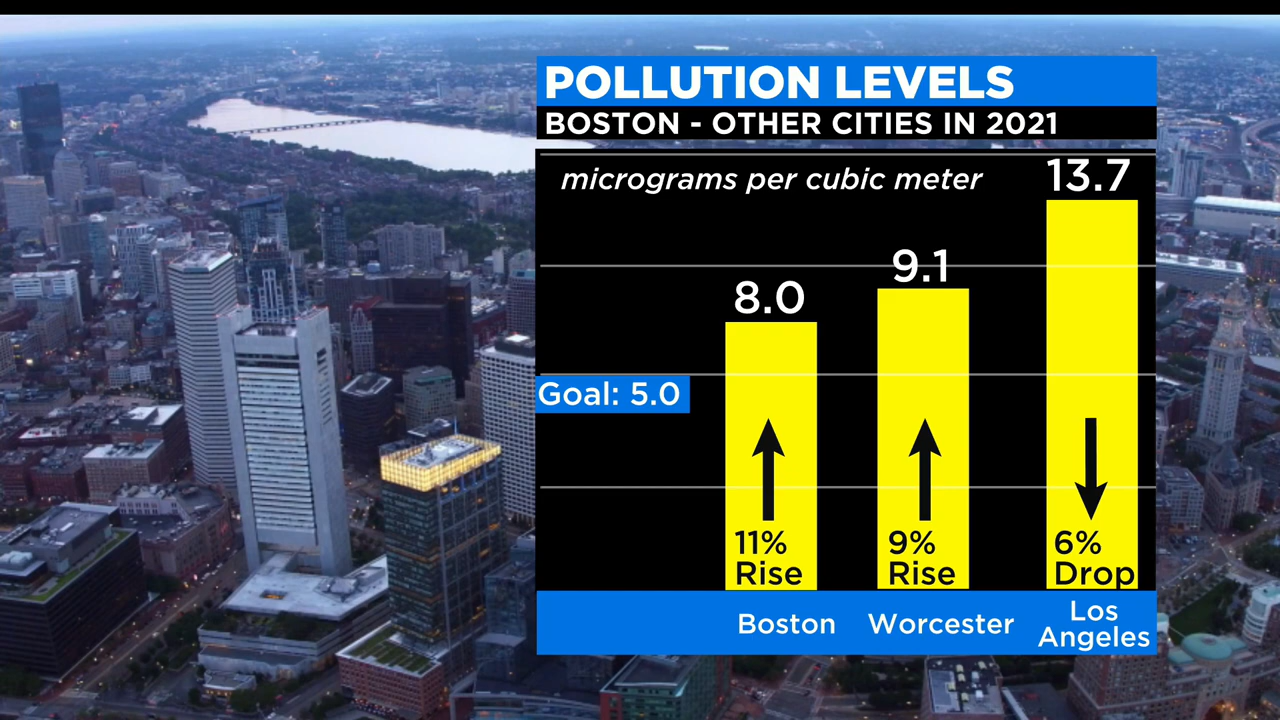 POLLUTION LEVELS
BOSTON - OTHER CITIES IN 2021
micrograms per cubic meter
13.7
9.1
8.0
Goal: 5.0
11%
Rise
9%
Rise
6%
Drop
Boston
Worcester
Los
Angeles